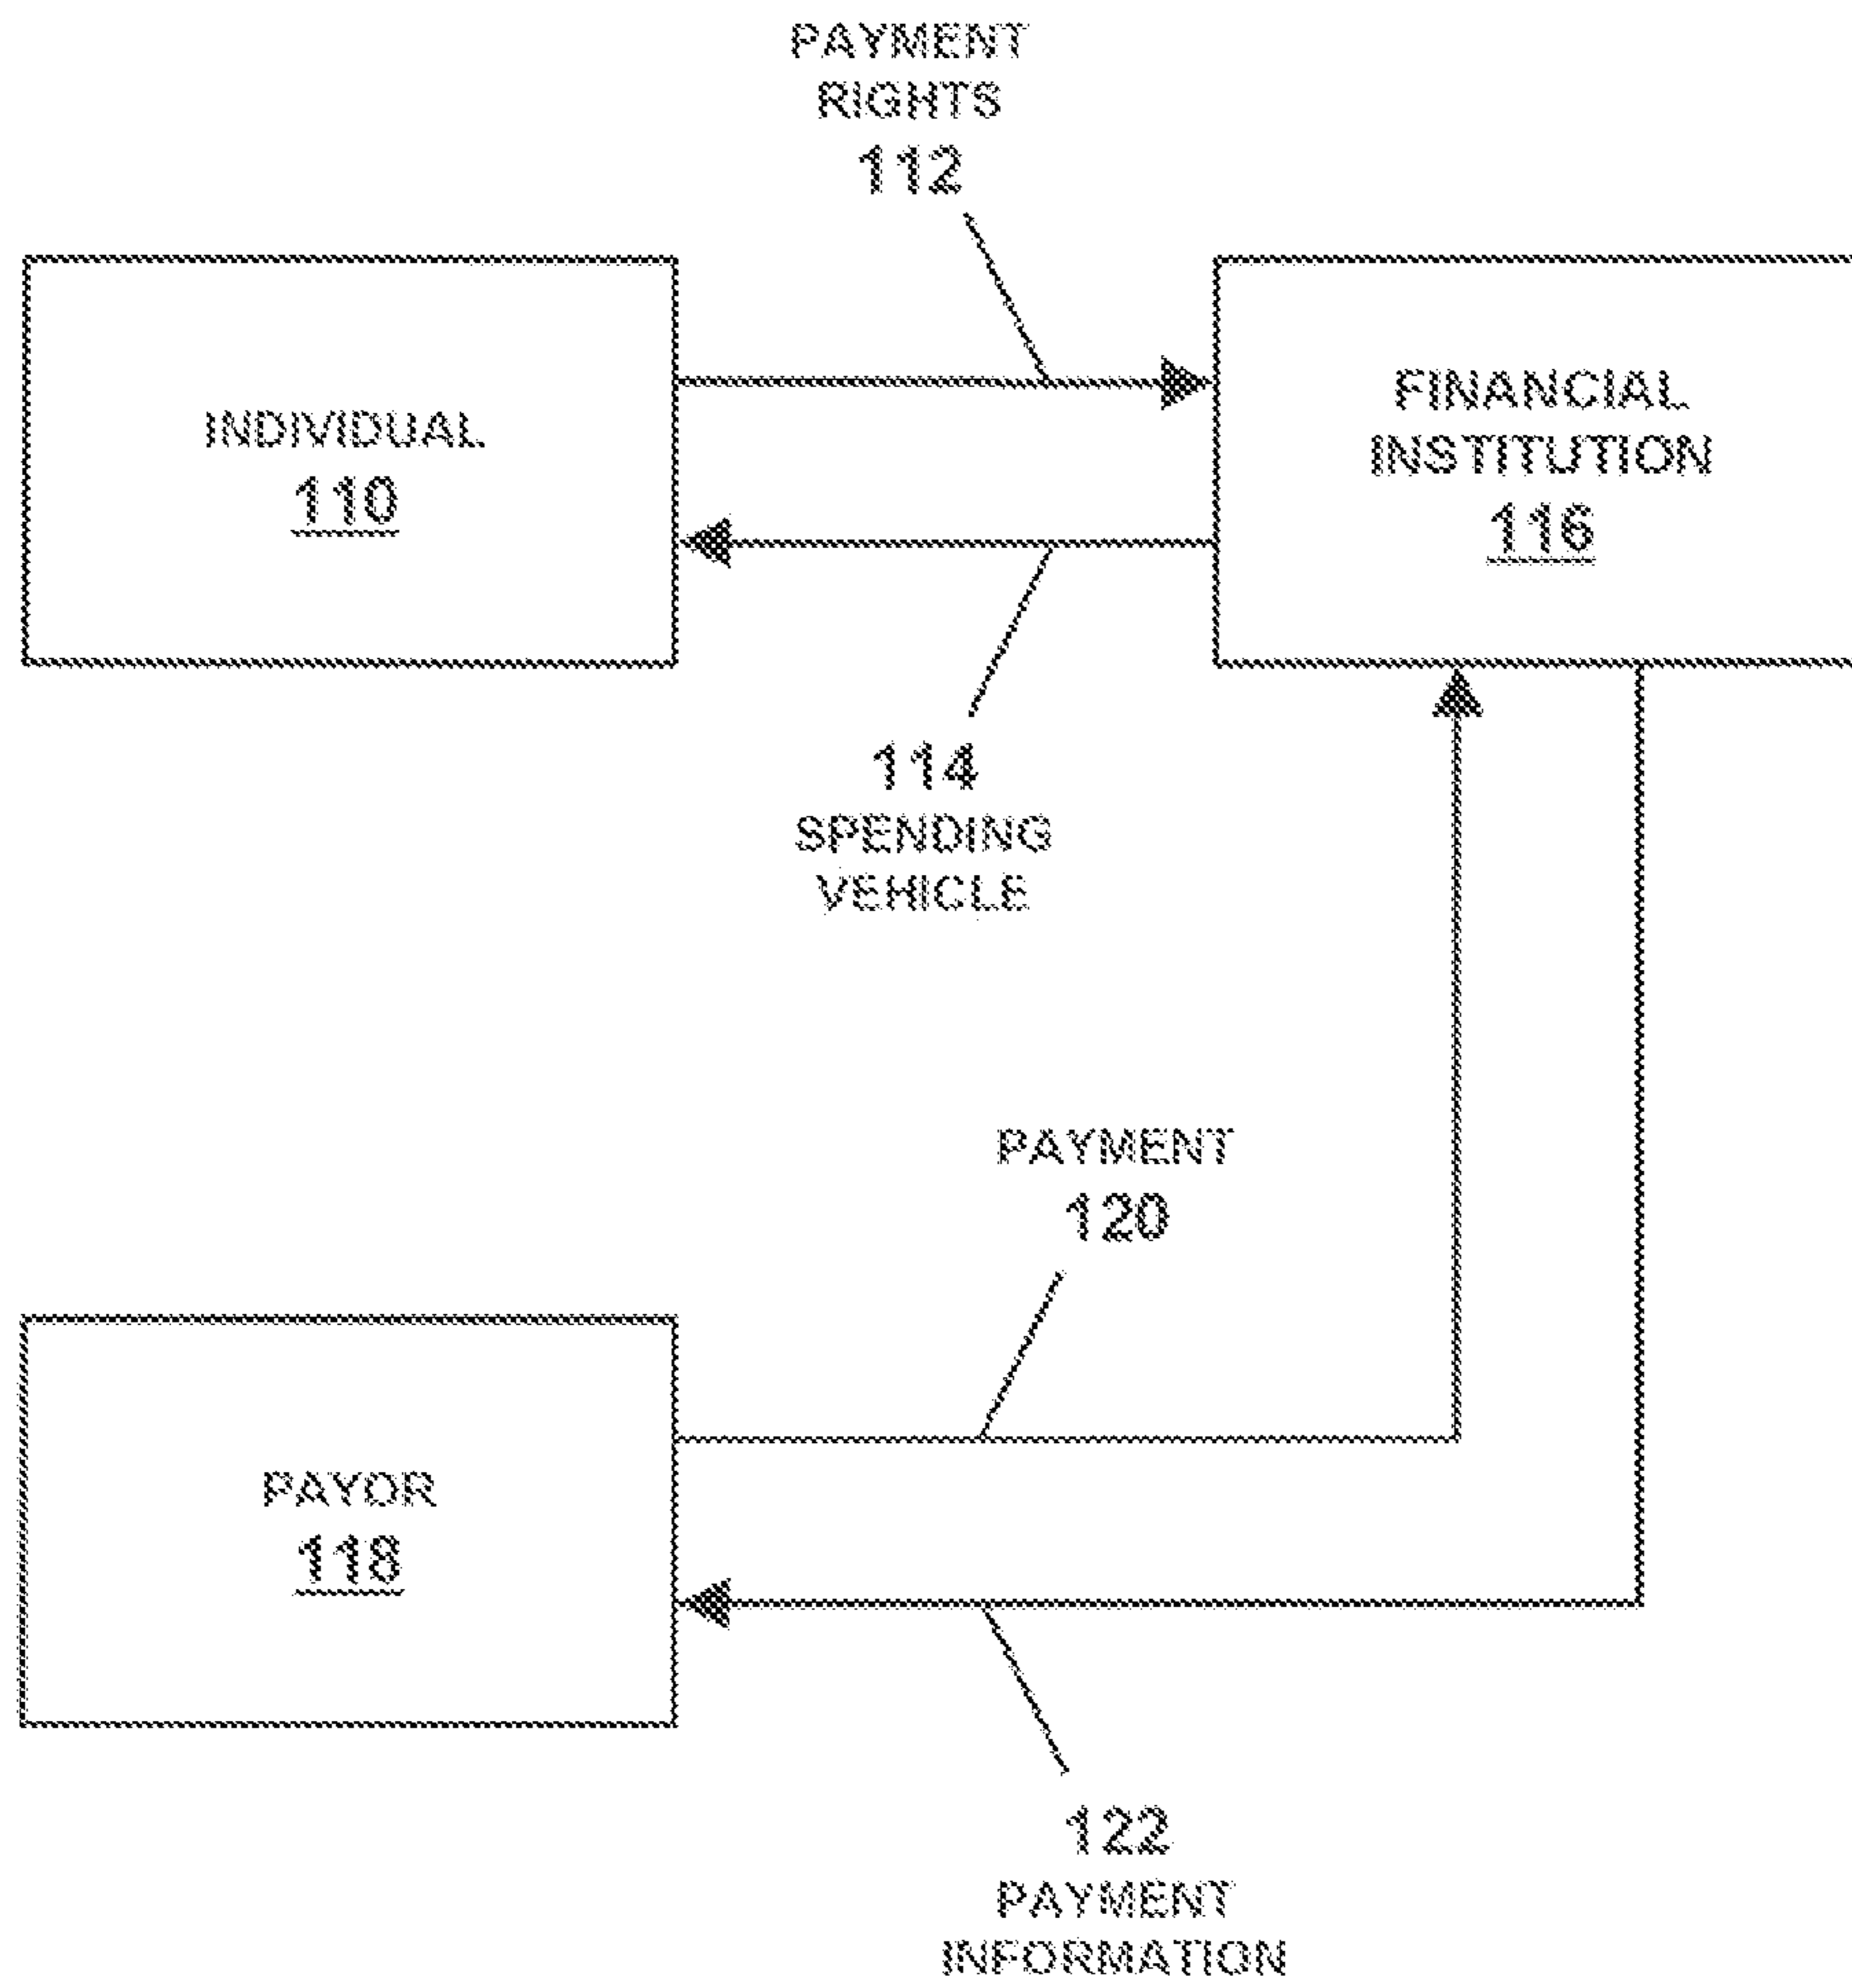 PAYMENT
RIGHTS
112
INDIVIDUAL
110
FINANCIAL
INSTITUTION
116
114
SPENDING
VEHICLE
PAYMENT
120
PAYOR
118
122
PAYMENT
INFORMATION